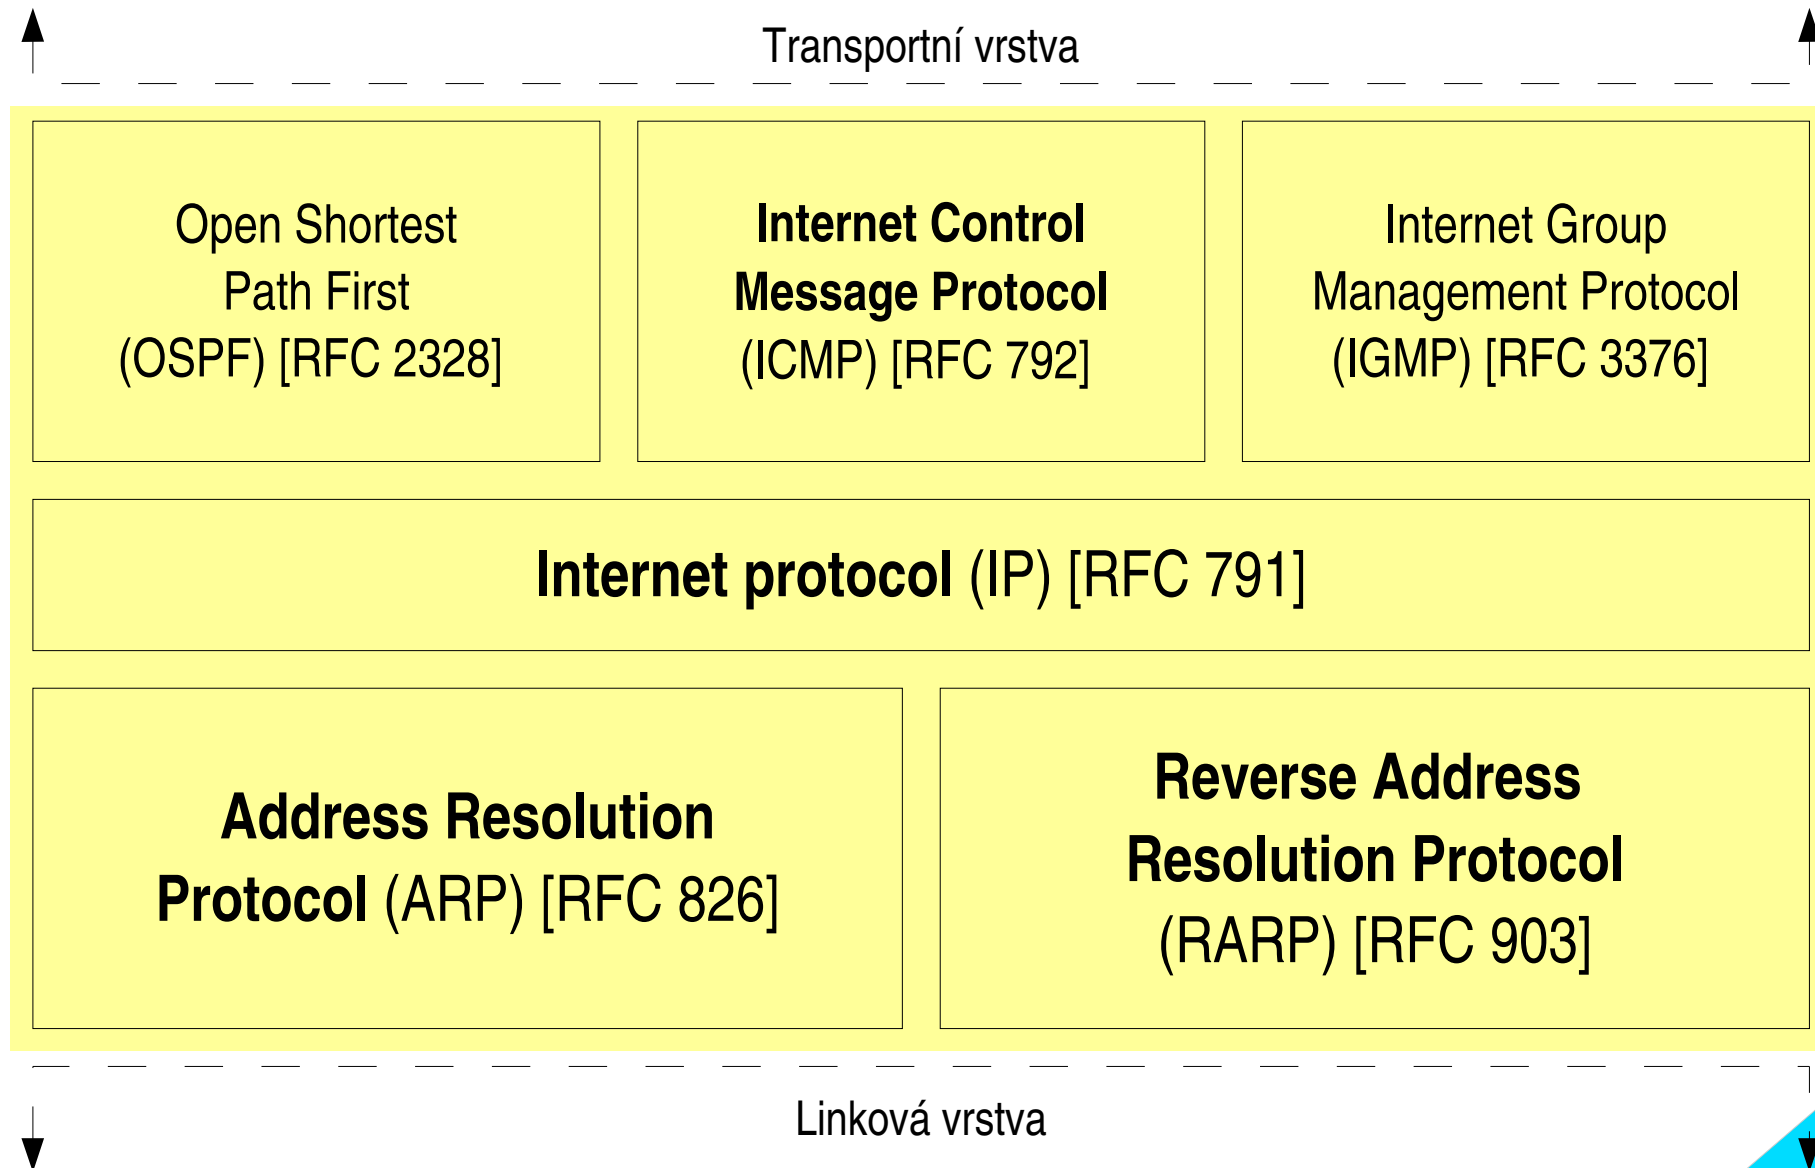 Transportní vrstva
Open Shortest
Path First
(OSPF) [RFC 2328]
Internet Control
Message Protocol
(ICMP) [RFC 792]
Internet Group
Management Protocol
(IGMP) [RFC 3376]
Internet protocol (IP) [RFC 791]
Address Resolution
Protocol (ARP) [RFC 826]
Reverse Address
Resolution Protocol
(RARP) [RFC 903]
Linková vrstva